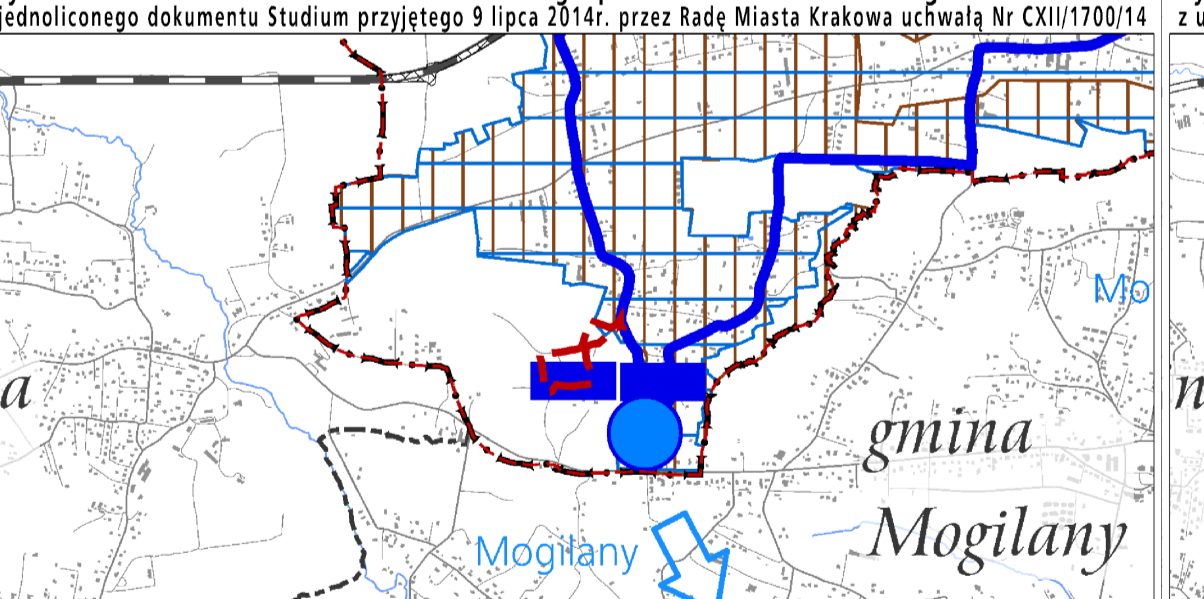 jednoliconego dokumentu Studium przyjętego 9 lipca 2014r. przez Radę Miasta Krakowa uchwałą Nr CXII/1700/14
z u
Mo
a
gmina
n
Mogilany
Mogilany